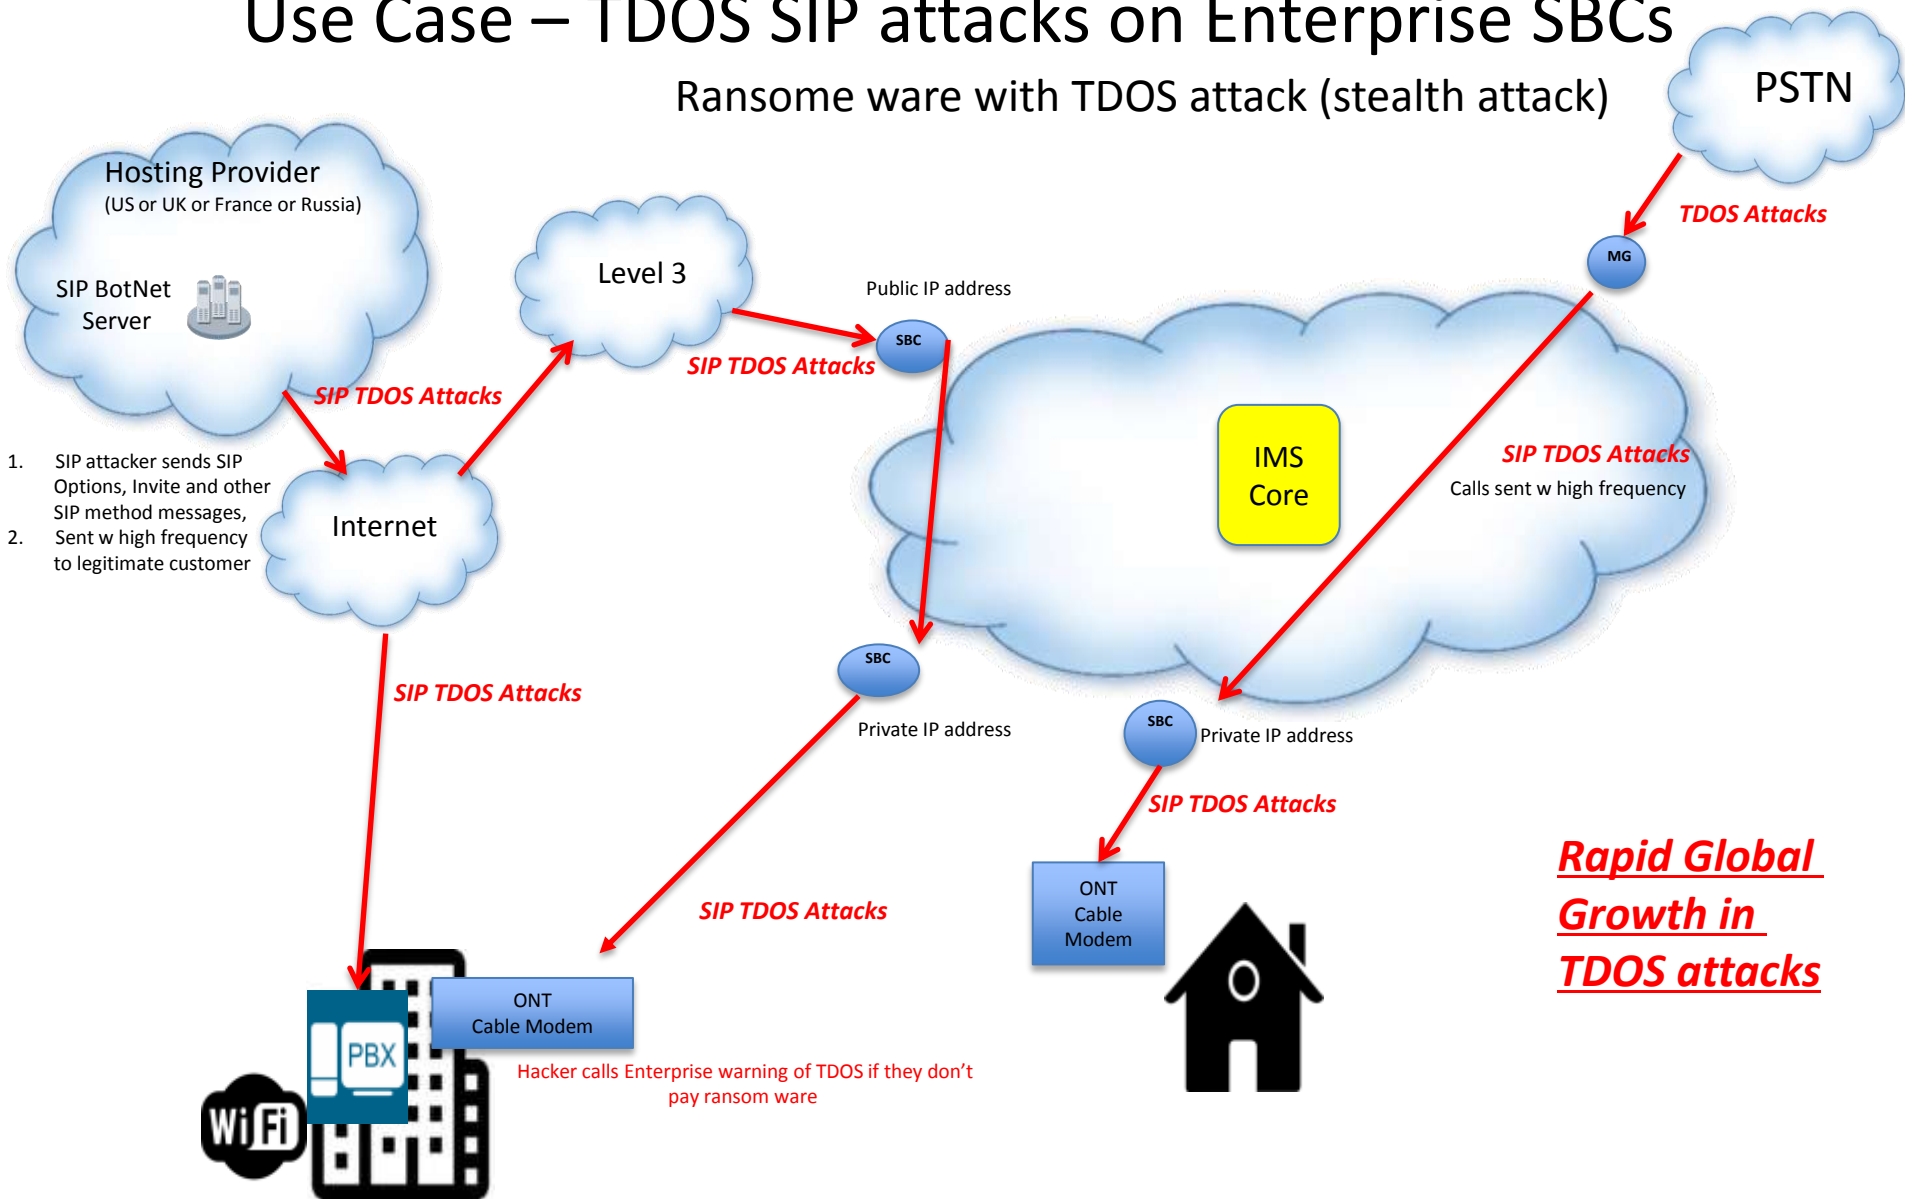 Use Case – TDOS SIP attacks on Enterprise SBCs
Ransome ware with TDOS attack (stealth attack)
PSTN
Hosting Provider
(US or UK or France or Russia)
SIP BotNet
Server
Level 3
Public IP address
SBC
TDOS Attacks
MG
SIP TDOS Attacks
SIP TDOS Attacks
1. SIP attacker sends SIP
Options, Invite and other
SIP method messages,
2. Sent w high frequency
to legitimate customer
Internet
IMS
Core
SIP TDOS Attacks
Calls sent w high frequency
SIP TDOS Attacks
SBC
Private IP address
SBC
Private IP address
SIP TDOS Attacks
SIP TDOS Attacks
ONT
Cable
Modem
Rapid Global
Growth in
TDOS attacks
ONT
Cable Modem
PBX
Hacker calls Enterprise warning of TDOS if they don’t
pay ransom ware
WiFi